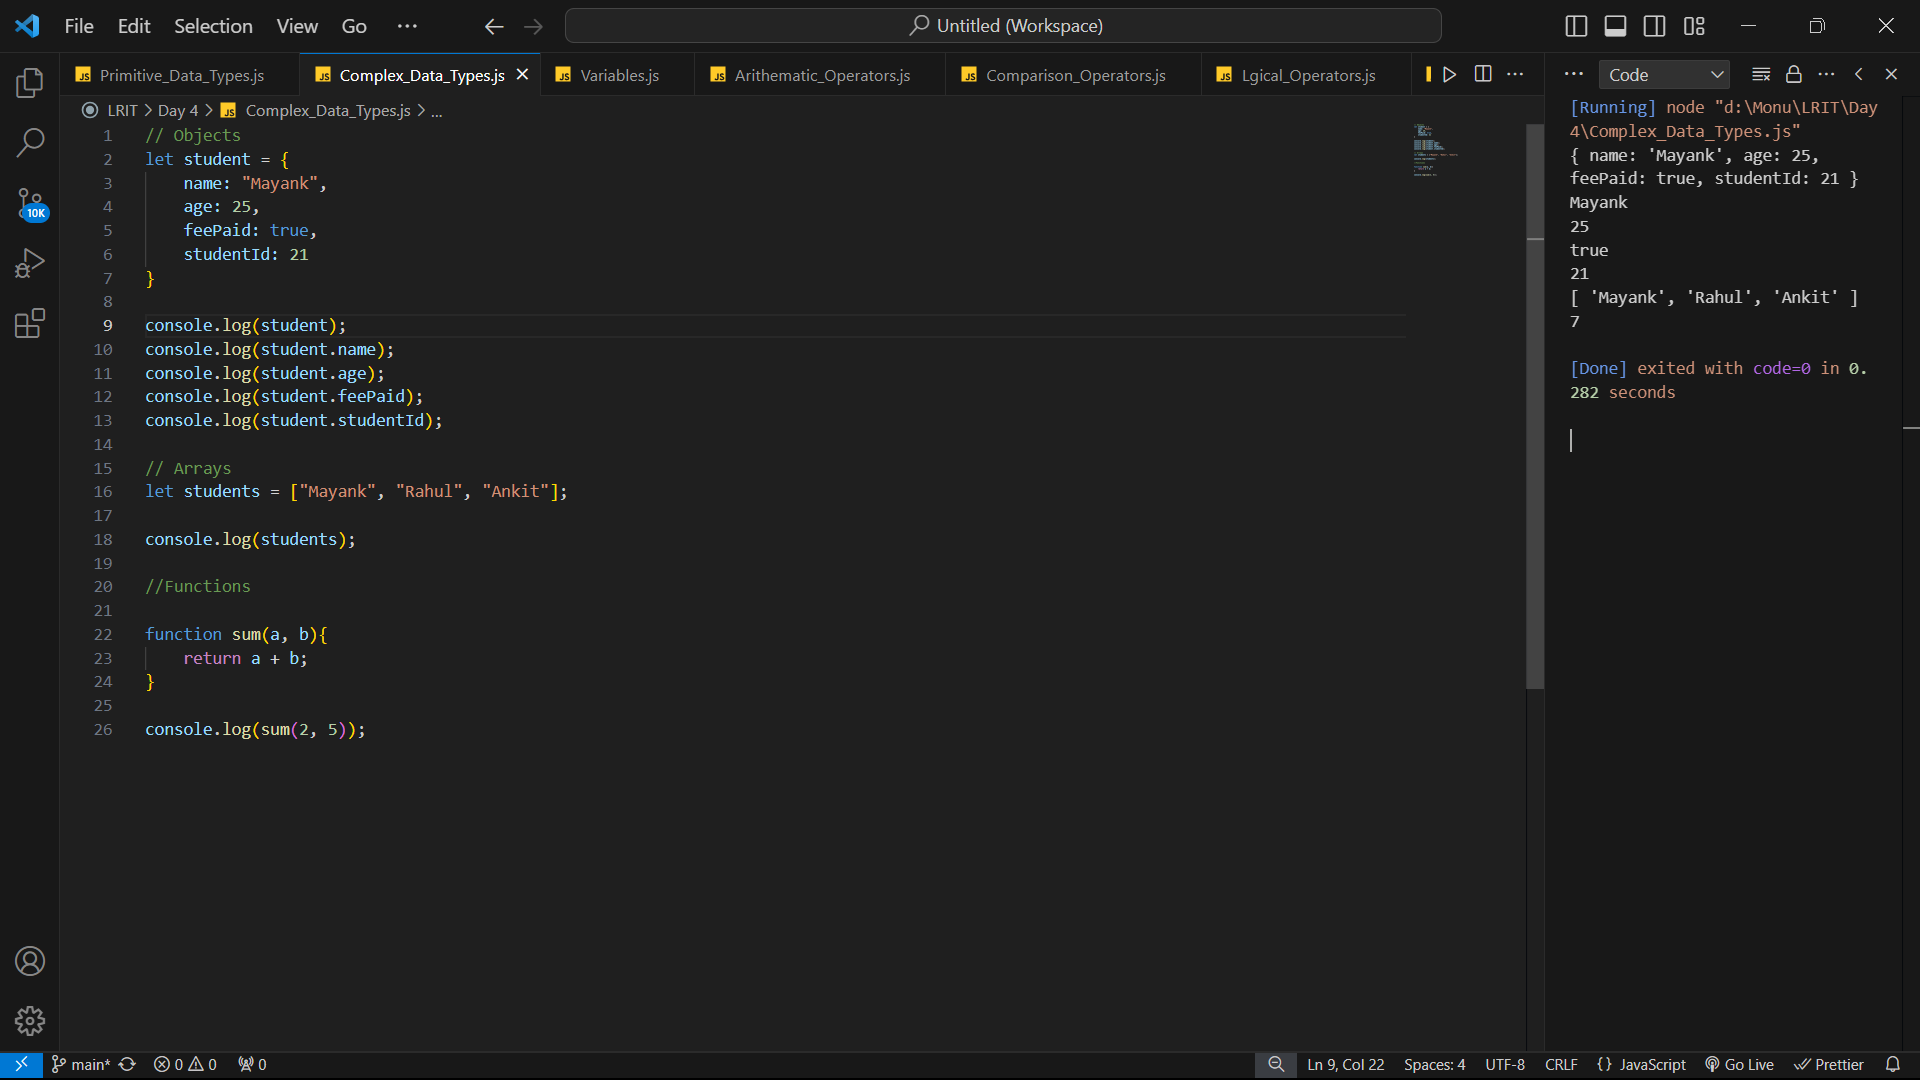 File Edit Selection View Go ··· Untitled (Workspace)
Primitive_Data_Types.js Complex_Data_Types.js Variables.js Arithematic_Operators.js Comparison_Operators.js Lgical_Operators.js
LRIT > Day 4 > Complex_Data_Types.js > ...
1 // Objects
2 let student = {
3 name: "Mayank",
4 age: 25,
5 feePaid: true,
6 studentId: 21
7 }
8
9 console.log(student);
10 console.log(student.name);
11 console.log(student.age);
12 console.log(student.feePaid);
13 console.log(student.studentId);
14
15 // Arrays
16 let students = ["Mayank", "Rahul", "Ankit"];
17
18 console.log(students);
19
20 //Functions
21
22 function sum(a, b){
23 return a + b;
24 }
25
26 console.log(sum(2, 5));
10K
Code
[Running] node "d:\Monu\LRIT\Day
4\Complex_Data_Types.js"
{ name: 'Mayank', age: 25,
feePaid: true, studentId: 21 }
Mayank
25
true
21
[ 'Mayank', 'Rahul', 'Ankit' ]
7
[Done] exited with code=0 in 0.
282 seconds
main* 0 0 0 Ln 9, Col 22 Spaces: 4 UTF-8 CRLF {} JavaScript Go Live Prettier